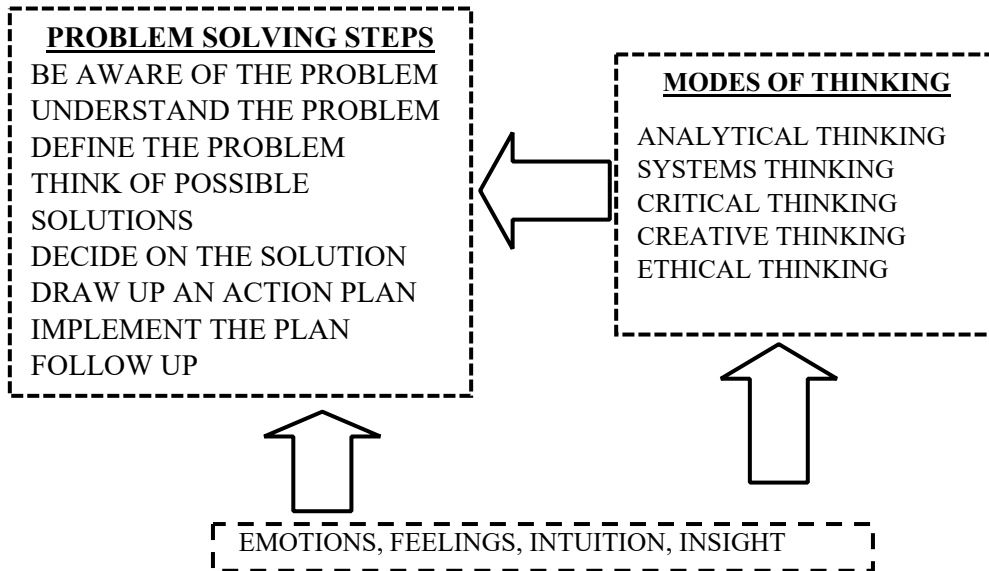 PROBLEM SOLVING STEPS
BE AWARE OF THE PROBLEM
UNDERSTAND THE PROBLEM
DEFINE THE PROBLEM
THINK OF POSSIBLE
SOLUTIONS
DECIDE ON THE SOLUTION
DRAW UP AN ACTION PLAN
IMPLEMENT THE PLAN
FOLLOW UP
MODES OF THINKING
ANALYTICAL THINKING
SYSTEMS THINKING
CRITICAL THINKING
CREATIVE THINKING
ETHICAL THINKING
EMOTIONS, FEELINGS, INTUITION, INSIGHT